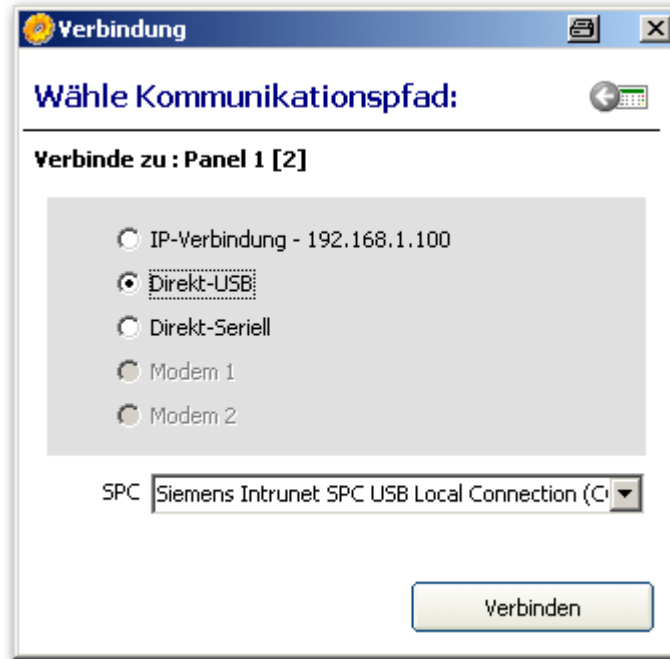 Verbindung
Wähle Kommunikationspfad:
Verbinde zu : Panel 1 [2]
IP-Verbindung - 192.168.1.100
Direkt-USB
Direkt-Seriell
Modem 1
Modem 2
SPC Siemens Intrunet SPC USB Local Connection (C
Verbinden